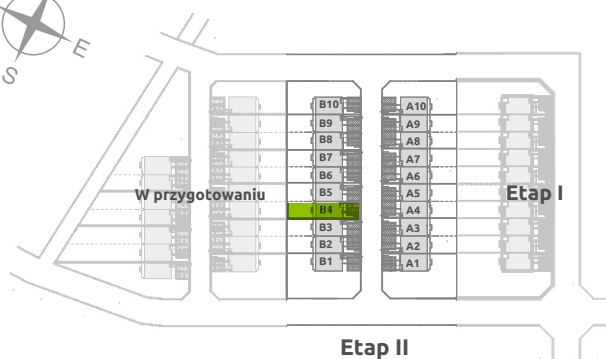 E
S
B10 A10
B9 A9
B8 A8
B7 A7
B6 A6
W przygotowaniu B5 A5 Etap I
B4 A4
B3 A3
B2 A2
B1 A1
Etap II